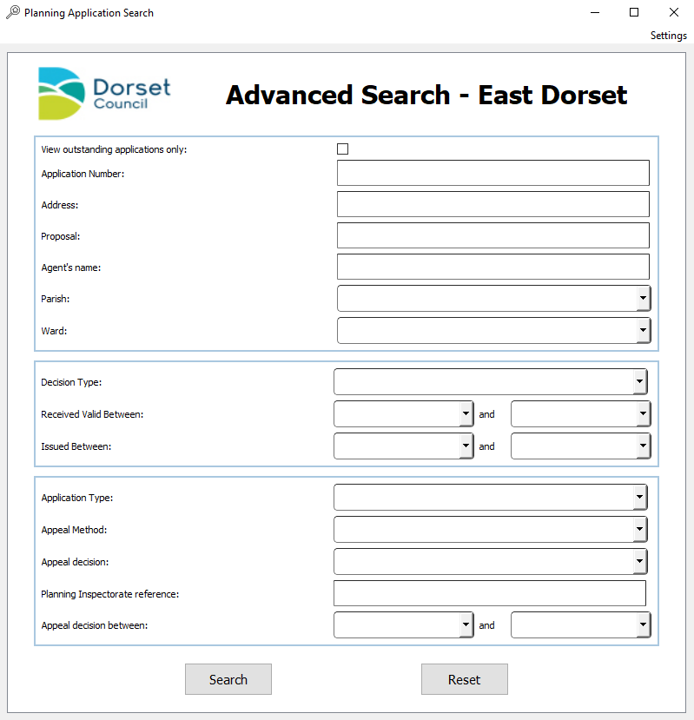 Planning Application Search
Settings
Dorset
Council
Advanced Search - East Dorset
View outstanding applications only:
Application Number:
Address:
Proposal:
Agent's name:
Parish:
Ward:
Decision Type:
Received Valid Between: and
Issued Between: and
Application Type:
Appeal Method:
Appeal decision:
Planning Inspectorate reference:
Appeal decision between: and
Search Reset